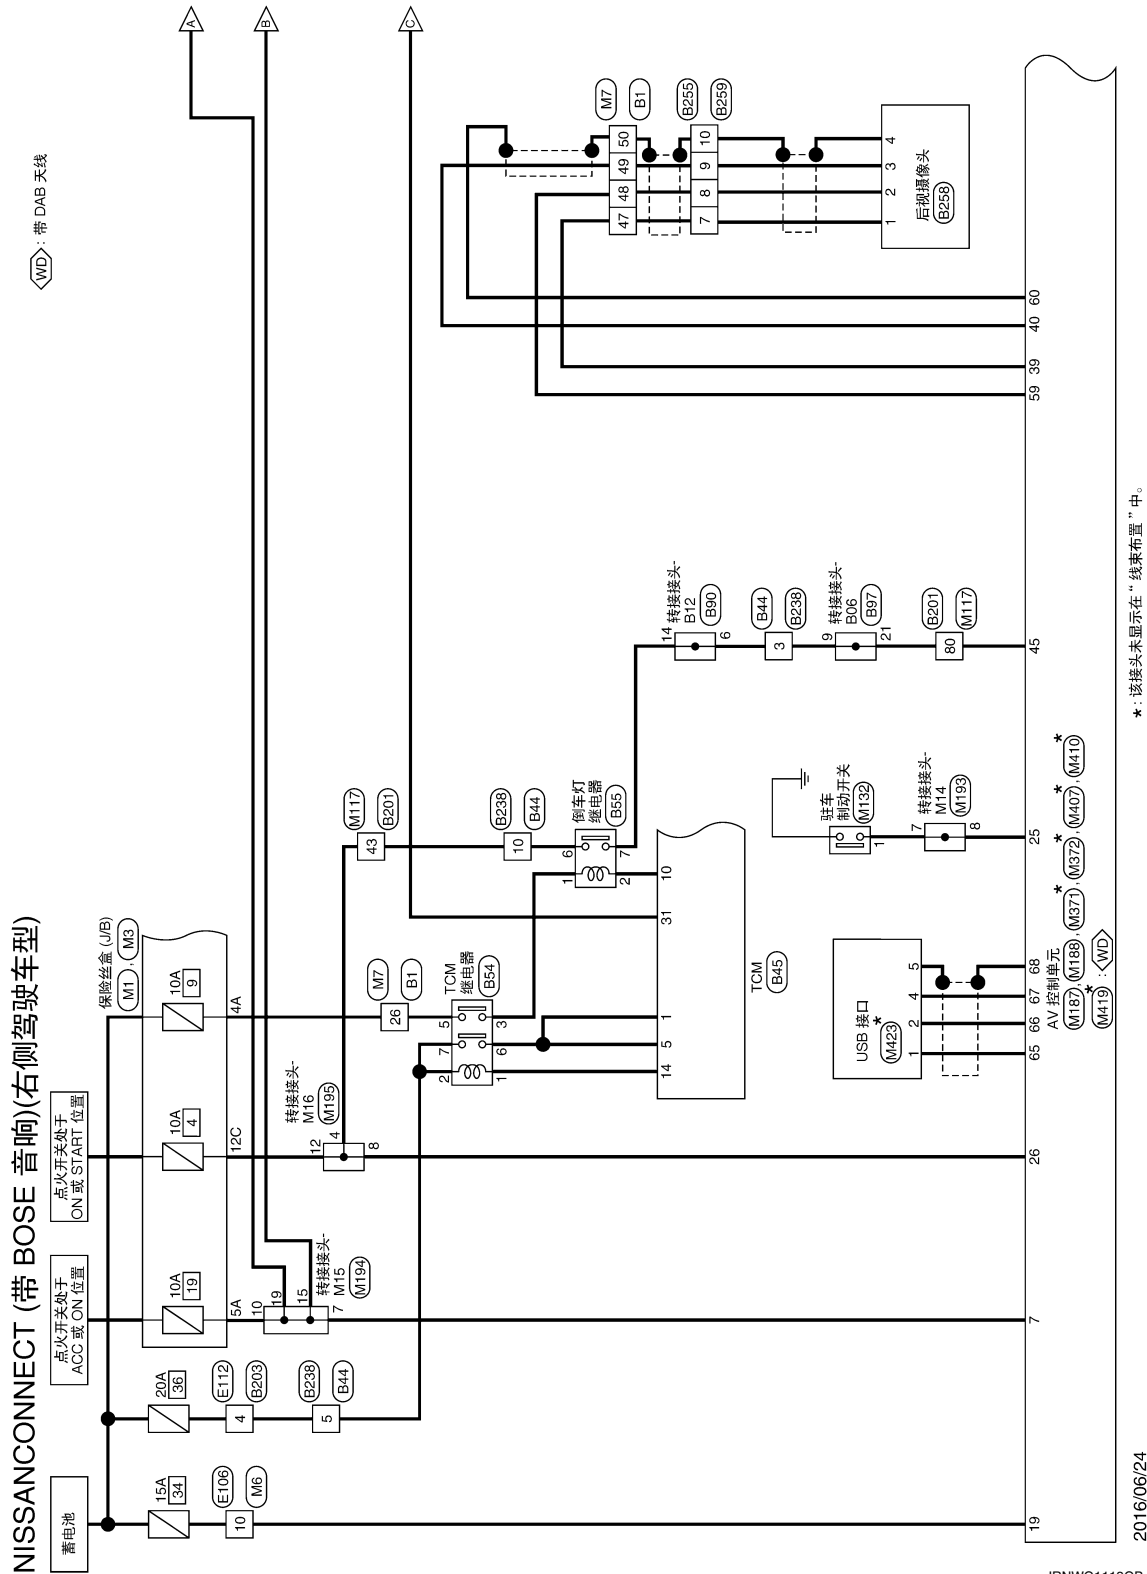 NISSANCONNECT (带 BOSE 音响)(右侧驾驶车型)
WD : 带 DAB 天线
蓄电池
点火开关处于
ACC 或 ON 位置
点火开关处于
ON 或 START 位置
保险丝盒 (J/B)
M1 , M3
15A
34
20A
36
10A
19
10A
4
10A
9
5A
12C
4A
A
B
C
E106
M6
10
E112
B203
4
B238
B44
5
10
19
15
7
转接接头-
M15
M194
12
4
8
转接接头-
M16
M195
M117
B201
43
M7
B1
26
TCM
继电器
B54
2
7
5
1
6
3
B238
B44
10
倒车灯
继电器
B55
1
6
2
7
14
5
1
31
10
TCM
B45
转接接头-
B12
B90
14
6
B44
B238
3
转接接头-
B06
B97
9
21
B201
M117
80
驻车
制动开关
M132
1
转接接头-
M14
M193
7
8
USB 接口
M423
*
1
2
4
5
M7
B1
47
48
49
50
B255
B259
7
8
9
10
后视摄像头
B258
1
2
3
4
19
7
26
65
66
67
68
25
45
59
39
40
60
AV 控制单元
M187 , M188 , M371* , M372* , M407* , M410*
M419* : WD
* : 该接头未显示在 “ 线束布置 ” 中。
2016/06/24